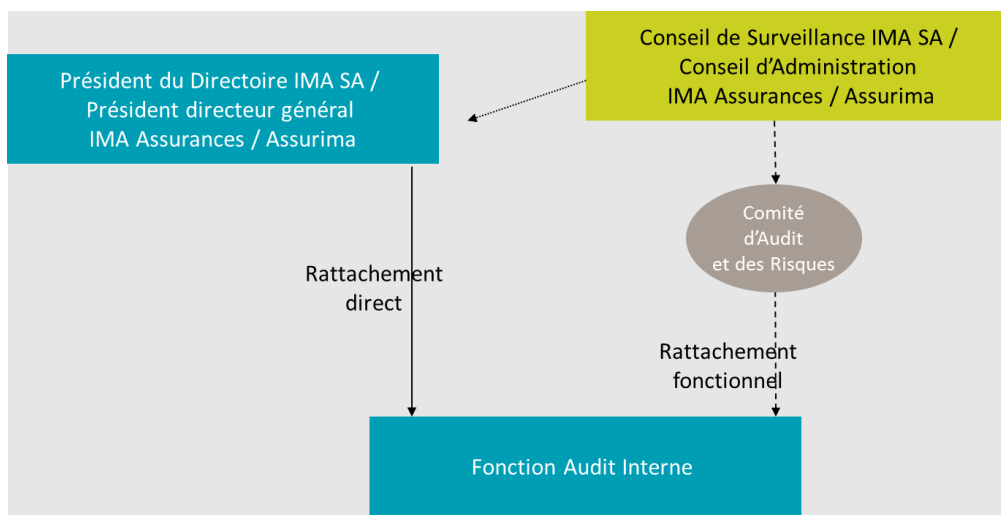 Président du Directoire IMA SA /
Président directeur général
IMA Assurances / Assurima
Conseil de Surveillance IMA SA /
Conseil d’Administration
IMA Assurances / Assurima
Comité
d’Audit
et des Risques
Rattachement
direct
Rattachement
fonctionnel
Fonction Audit Interne